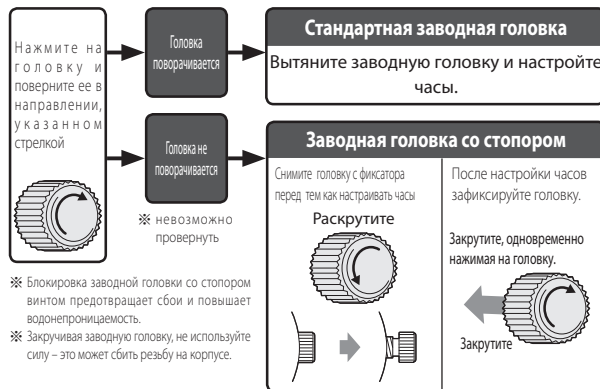 Нажмите на
головку и
поверните ее в
направлении,
указанном
стрелкой
Головка
поворачивается
Стандартная заводная головка
Вытяните заводную головку и настройте
часы.
Головка не
поворачивается
※ невозможно
провернуть
Заводная головка со стопором
Снимите головку с фиксатора
перед тем как настраивать часы
Раскрутите
После настройки часов
зафиксируйте головку.
Закрутите, одновременно
нажимая на головку.
Закрутите
※ Блокировка заводной головки со стопором
винтом предотвращает сбои и повышает
водонепроницаемость.
※ Закручивая заводную головку, не используйте
силу – это может сбить резьбу на корпусе.